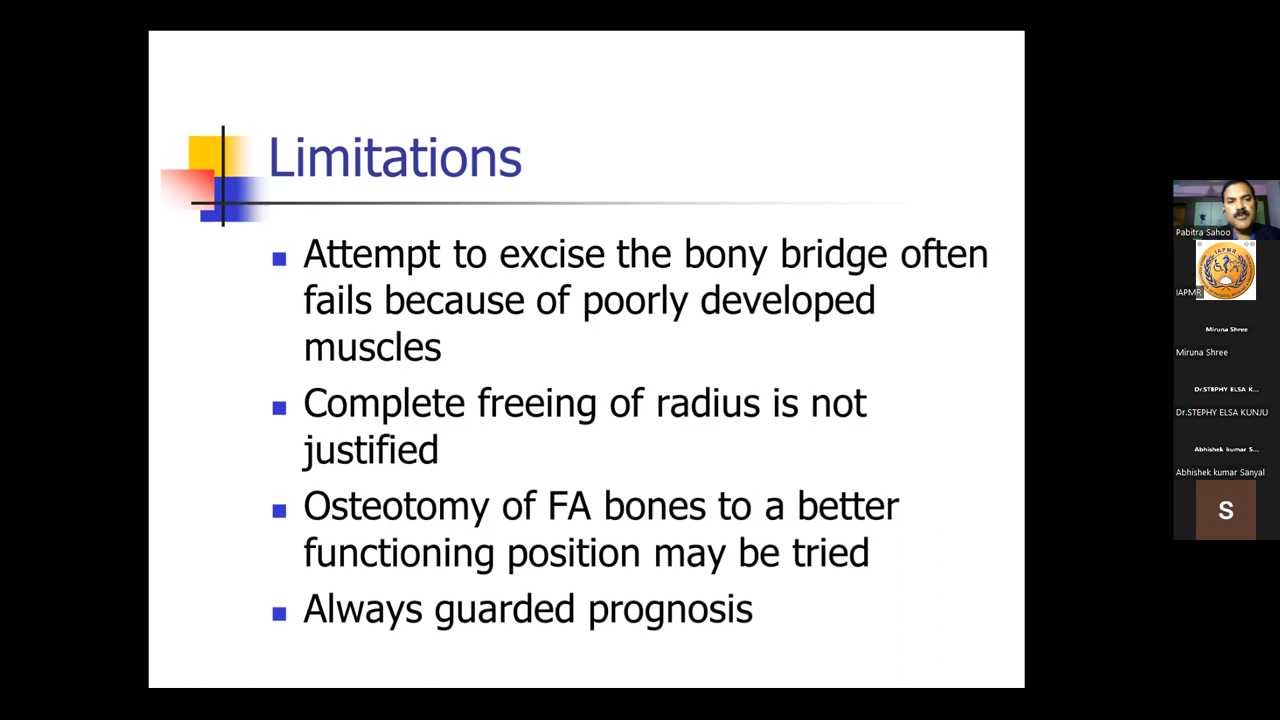 Limitations
Attempt to excise the bony bridge often
fails because of poorly developed
muscles
Complete freeing of radius is not
justified
Osteotomy of FA bones to a better
functioning position may be tried
Always guarded prognosis
Pabitra Sahoo
IAPMR
IAPMR
Miruna Shree
Miruna Shree
Dr.STEPHY ELSA K...
Dr.STEPHY ELSA KUNJU
Abhishek kumar S...
Abhishek kumar Sanyal
S